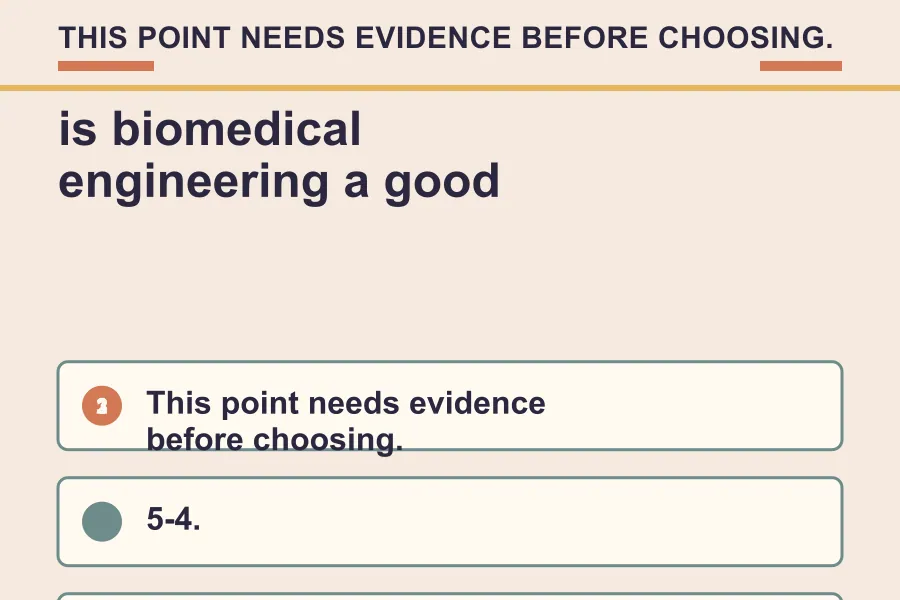 THIS POINT NEEDS EVIDENCE BEFORE CHOOSING.
is biomedical
engineering a good
This point needs evidence
before choosing.
5-4.